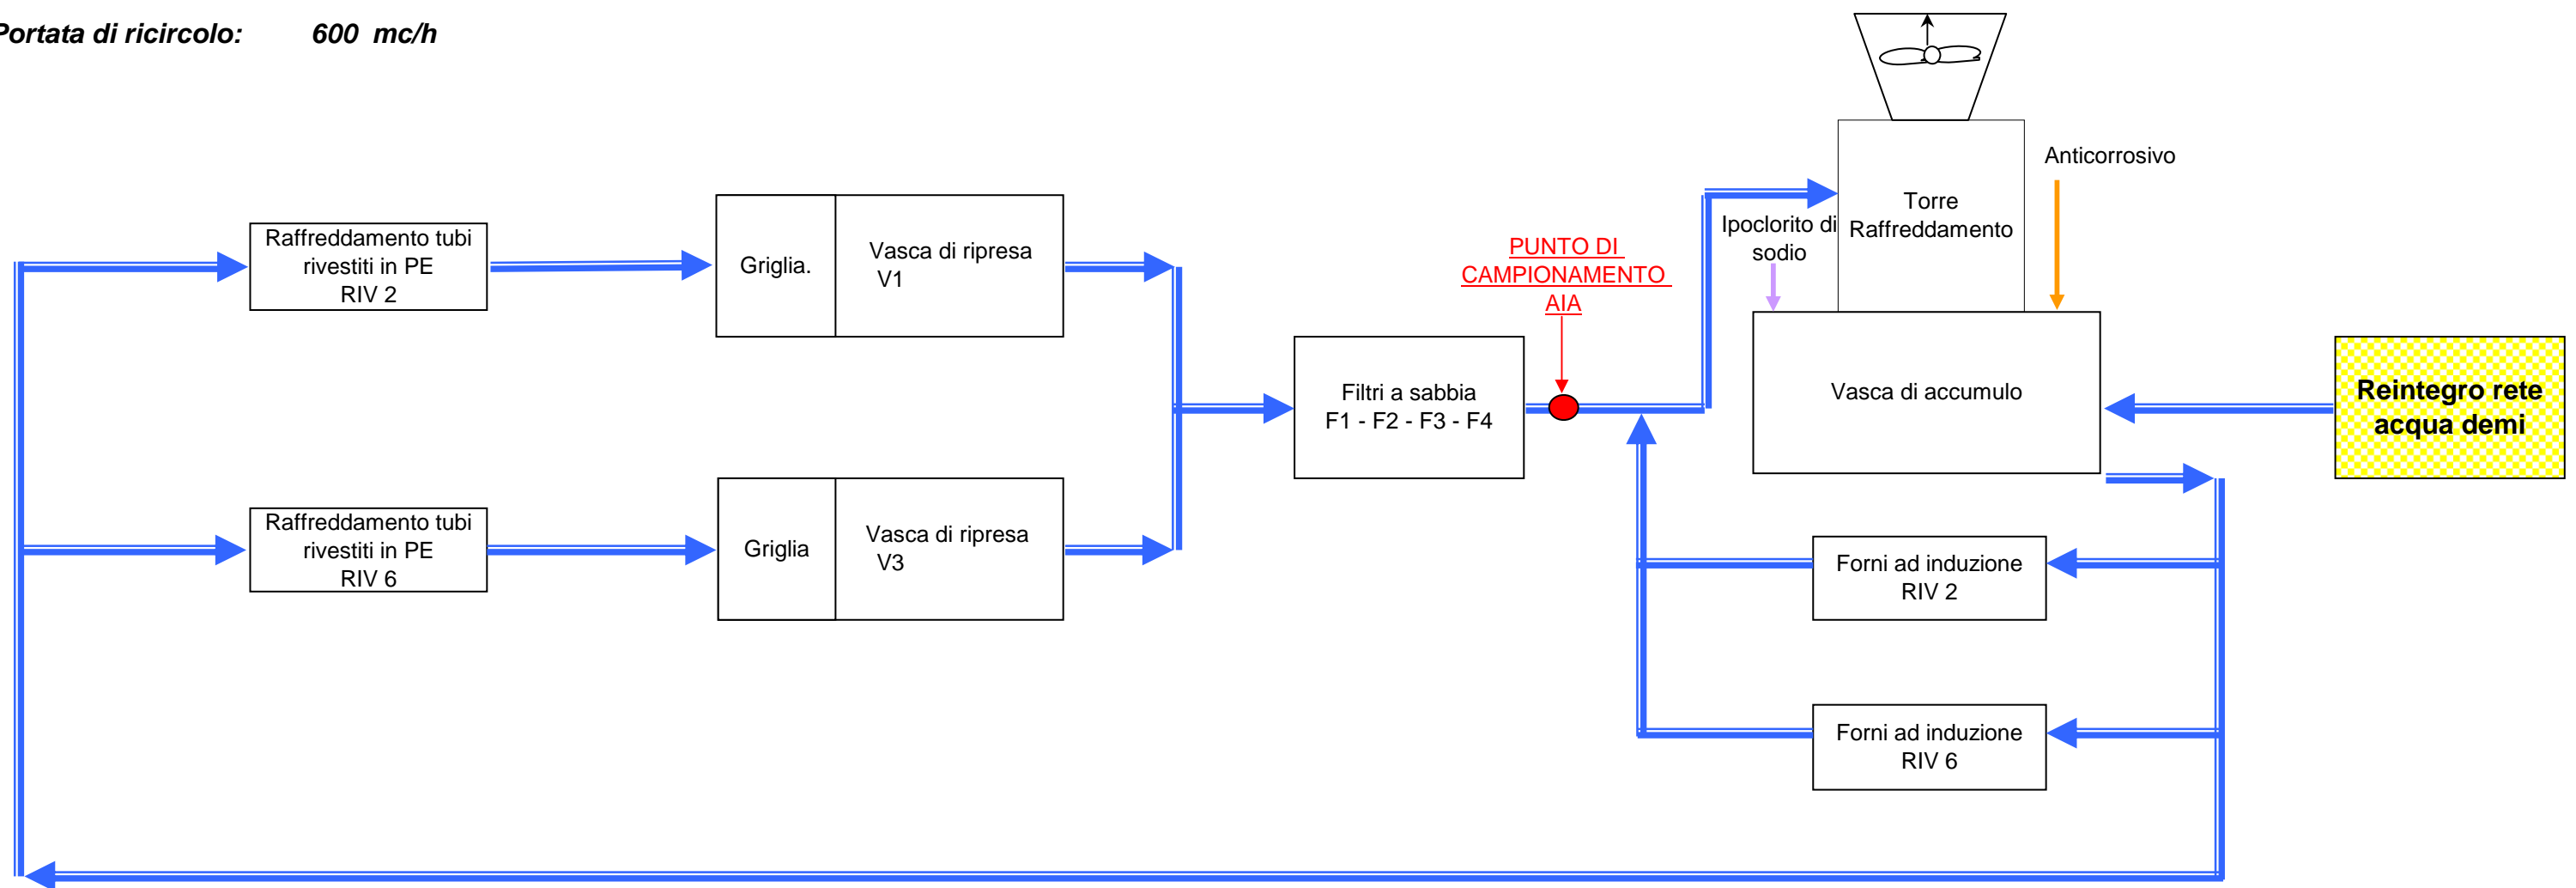 Portata di ricircolo: 600 mc/h
Anticorrosivo
Torre
Raffreddamento
Ipoclorito di
sodio
Raffreddamento tubi
rivestiti in PE
RIV 2
Griglia.
Vasca di ripresa
V1
PUNTO DI
CAMPIONAMENTO
AIA
Filtri a sabbia
F1 - F2 - F3 - F4
Vasca di accumulo
Reintegro rete
acqua demi
Raffreddamento tubi
rivestiti in PE
RIV 6
Griglia
Vasca di ripresa
V3
Forni ad induzione
RIV 2
Forni ad induzione
RIV 6